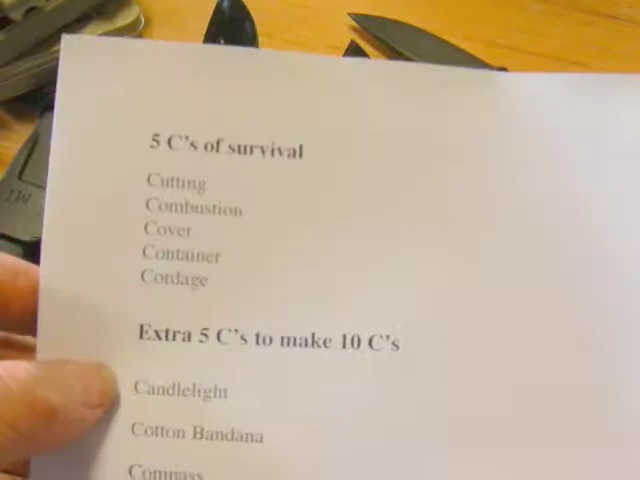 5 C's of survival
Cutting
Combustion
Cover
Container
Cordage
Extra 5 C's to make 10 C's
Candlelight
Cotton Bandana
Compass